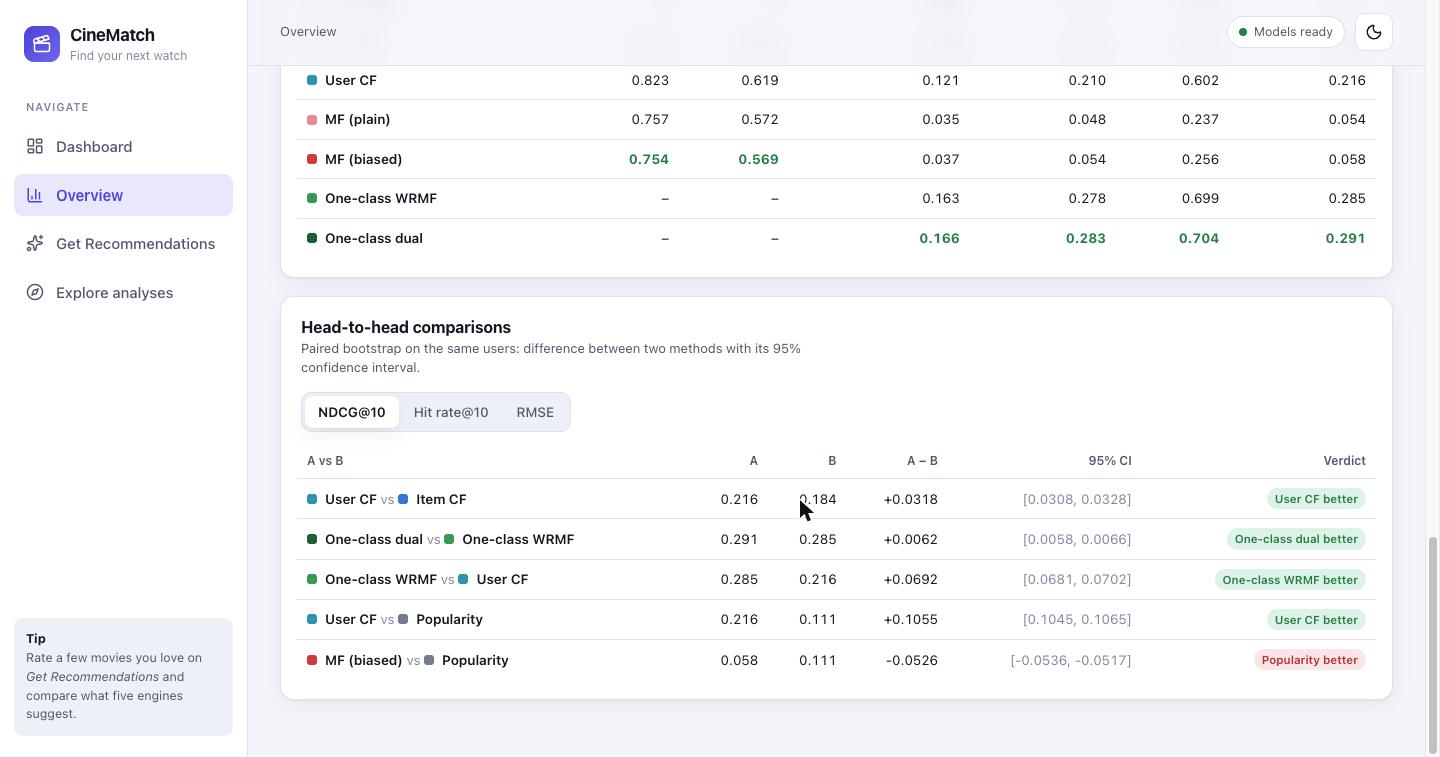 CineMatch
Find your next watch
NAVIGATE
Dashboard
Overview
Get Recommendations
Explore analyses
Tip
Rate a few movies you love on
Get Recommendations and
compare what five engines
suggest.
Overview
Models ready
User CF 0.823 0.619 0.121 0.210 0.602 0.216
MF (plain) 0.757 0.572 0.035 0.048 0.237 0.054
MF (biased) 0.754 0.569 0.037 0.054 0.256 0.058
One-class WRMF – – 0.163 0.278 0.699 0.285
One-class dual – – 0.166 0.283 0.704 0.291
Head-to-head comparisons
Paired bootstrap on the same users: difference between two methods with its 95%
confidence interval.
NDCG@10 Hit rate@10 RMSE
A vs B A B A – B 95% CI Verdict
User CF vs Item CF 0.216 0.184 +0.0318 [0.0308, 0.0328] User CF better
One-class dual vs One-class WRMF 0.291 0.285 +0.0062 [0.0058, 0.0066] One-class dual better
One-class WRMF vs User CF 0.285 0.216 +0.0692 [0.0681, 0.0702] One-class WRMF better
User CF vs Popularity 0.216 0.111 +0.1055 [0.1045, 0.1065] User CF better
MF (biased) vs Popularity 0.058 0.111 -0.0526 [-0.0536, -0.0517] Popularity better